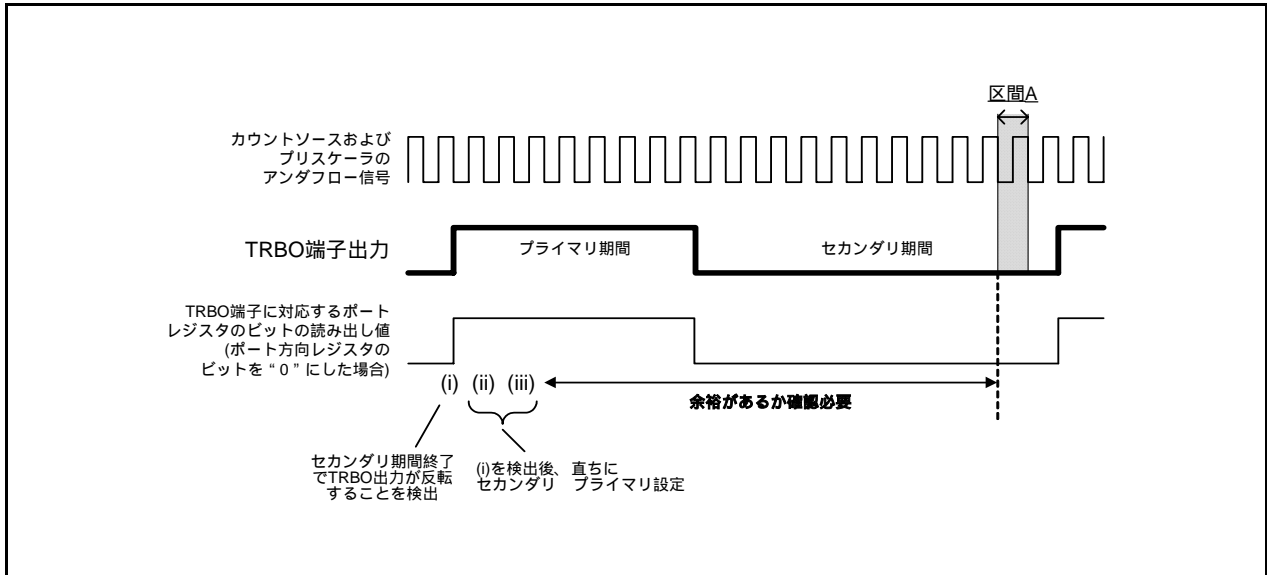 区間A
カウントソースおよび
プリスケーラの
アンダフロー信号
TRBO端子出力
プライマリ期間
セカンダリ期間
TRBO端子に対応するポート
レジスタのビットの読み出し値
(ポート方向レジスタの
ビットを“0”にした場合)
(i) (ii) (iii)
余裕があるか確認必要
セカンダリ期間終了
でTRBO出力が反転
することを検出
(i)を検出後、直ちに
セカンダリ　プライマリ設定